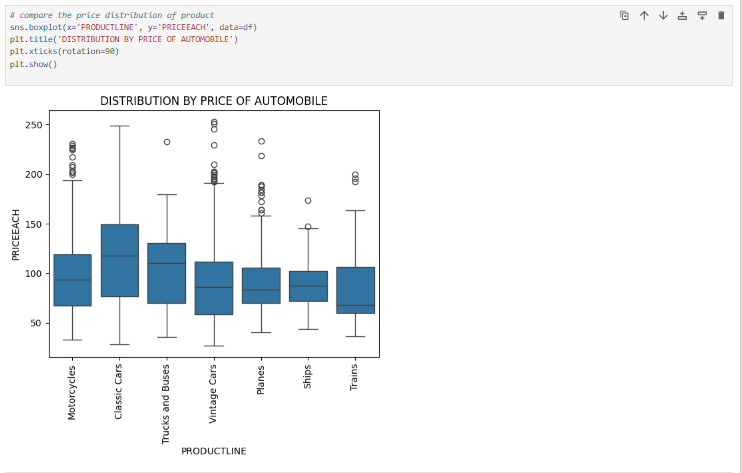 # compare the price distribution of product
sns.boxplot(x='PRODUCTLINE', y='PRICEEACH', data=df)
plt.title('DISTRIBUTION BY PRICE OF AUTOMOBILE')
plt.xticks(rotation=90)
plt.show()
DISTRIBUTION BY PRICE OF AUTOMOBILE
250
200
150
100
50
PRICEEACH
Motorcycles
Classic Cars
Trucks and Buses
Vintage Cars
Planes
Ships
Trains
PRODUCTLINE